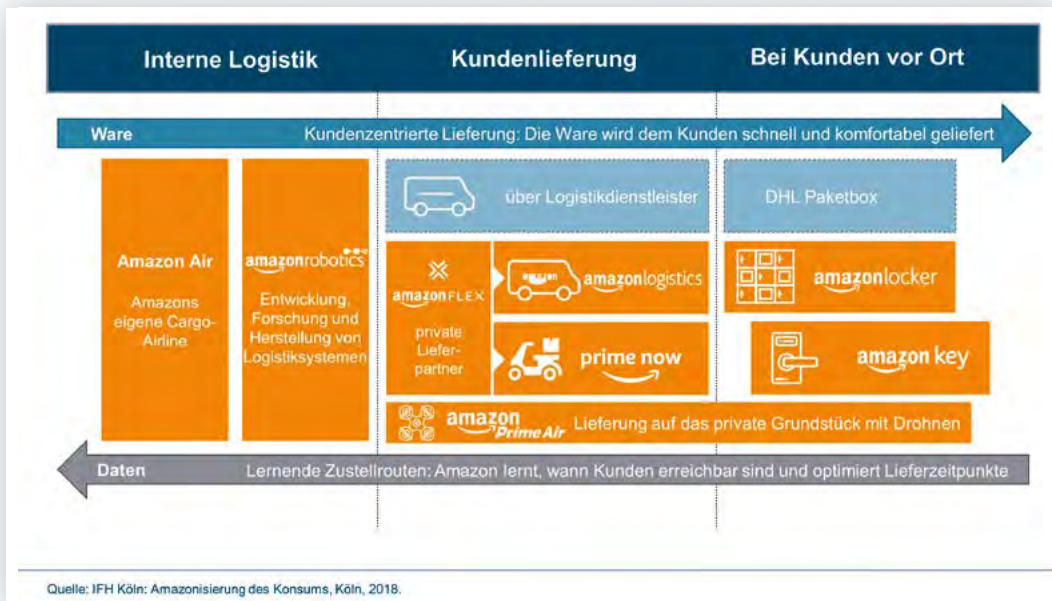 Interne Logistik
Kundenlieferung
Bei Kunden vor Ort
Ware
Kundenzentrierte Lieferung: Die Ware wird dem Kunden schnell und komfortabel geliefert
Amazon Air
Amazons
eigene Cargo-
Airline
amazonrobotics
Entwicklung,
Forschung und
Herstellung von
Logistiksystemen
über Logistikdienstleister
DHL Paketbox
amazon FLEX
private
Liefer-
partner
amazon
amazonlogistics
prime now
amazonlocker
amazon key
amazon
Prime Air
Lieferung auf das private Grundstück mit Drohnen
Daten
Lernende Zustellrouten: Amazon lernt, wann Kunden erreichbar sind und optimiert Lieferzeitpunkte
Quelle: IFH Köln: Amazonisierung des Konsums, Köln, 2018.